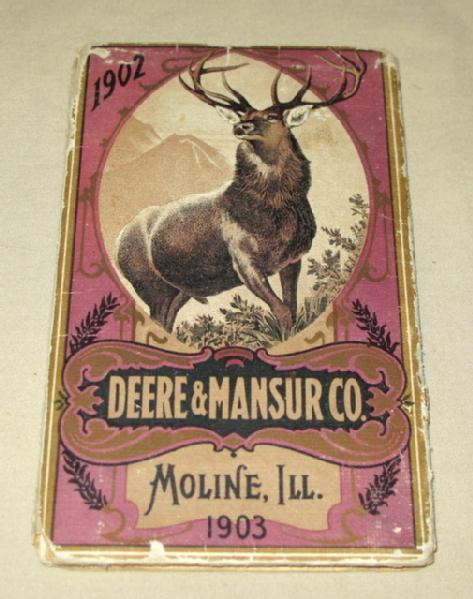 1902
DEERE & MANSUR CO.
MOLINE, ILL.
1903